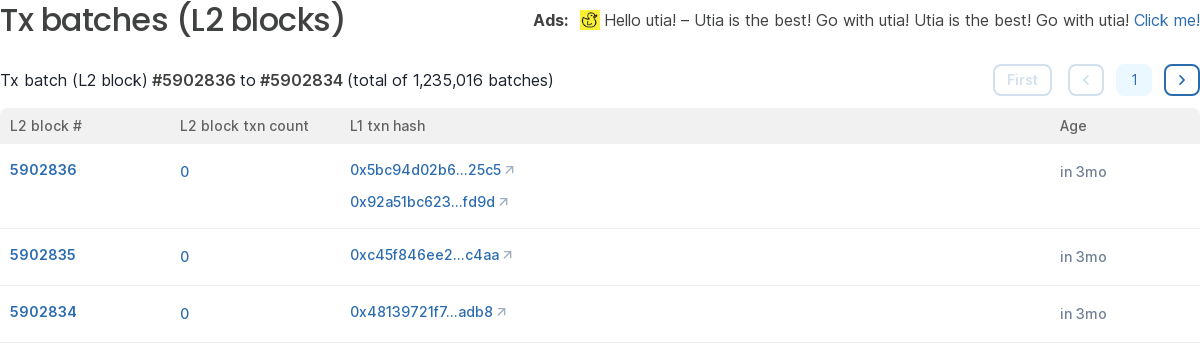 Tx batches (L2 blocks)
Ads: Hello utia! – Utia is the best! Go with utia! Utia is the best! Go with utia! Click me!
Tx batch (L2 block) #5902836 to #5902834 (total of 1,235,016 batches)
First 1
L2 block # L2 block txn count L1 txn hash Age
5902836 0 0x5bc94d02b6...25c5 in 3mo
0x92a51bc623...fd9d
5902835 0 0xc45f846ee2...c4aa in 3mo
5902834 0 0x48139721f7...adb8 in 3mo